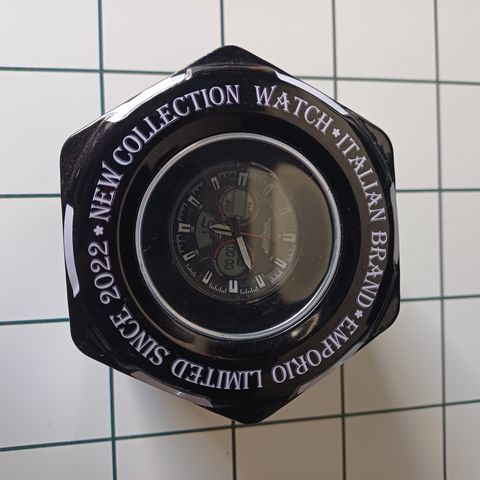 NEW COLLECTION WATCH * ITALIAN BRAND * EMPORIO LIMITED SINCE 2022 *